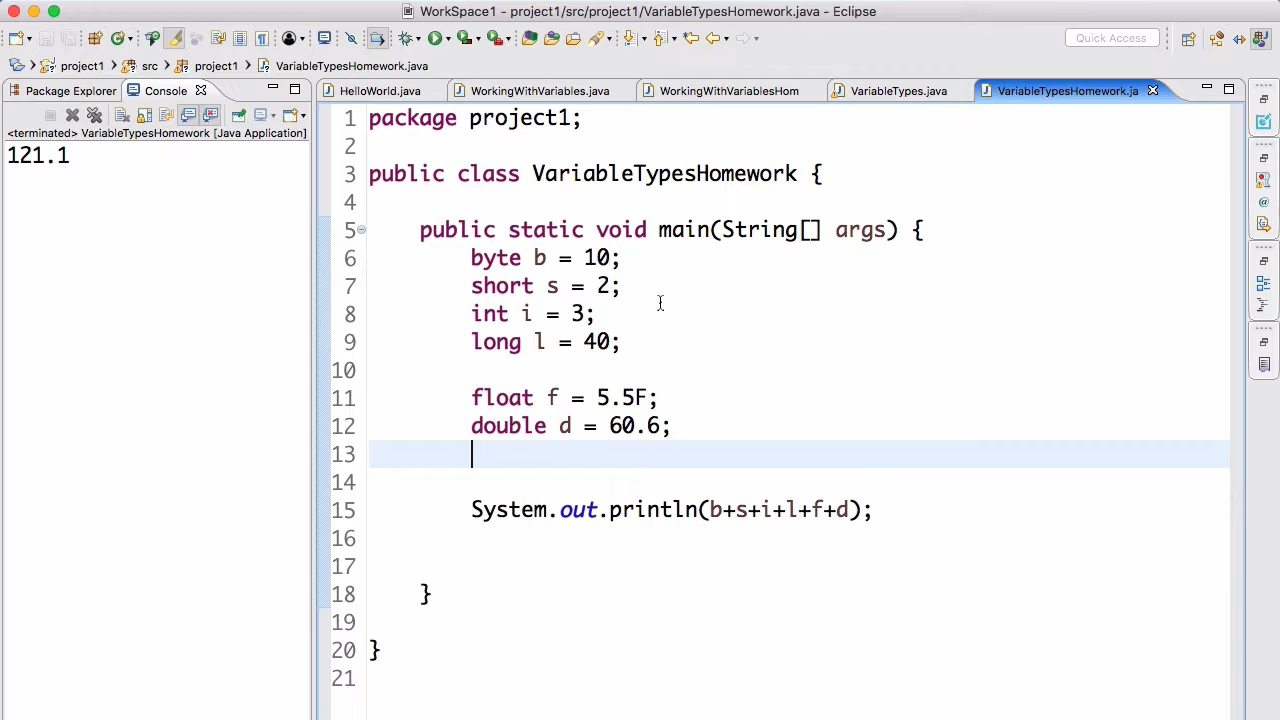 WorkSpace1 - project1/src/project1/VariableTypesHomework.java - Eclipse
Quick Access
project1 src project1 VariableTypesHomework.java
Package Explorer Console
HelloWorld.java WorkingWithVariables.java WorkingWithVariablesHom VariableTypes.java VariableTypesHomework.ja
<terminated> VariableTypesHomework [Java Application]
121.1
1 package project1;
2
3 public class VariableTypesHomework {
4
5 public static void main(String[] args) {
6 byte b = 10;
7 short s = 2;
8 int i = 3;
9 long l = 40;
10
11 float f = 5.5F;
12 double d = 60.6;
13
14
15 System.out.println(b+s+i+l+f+d);
16
17
18 }
19
20 }
21